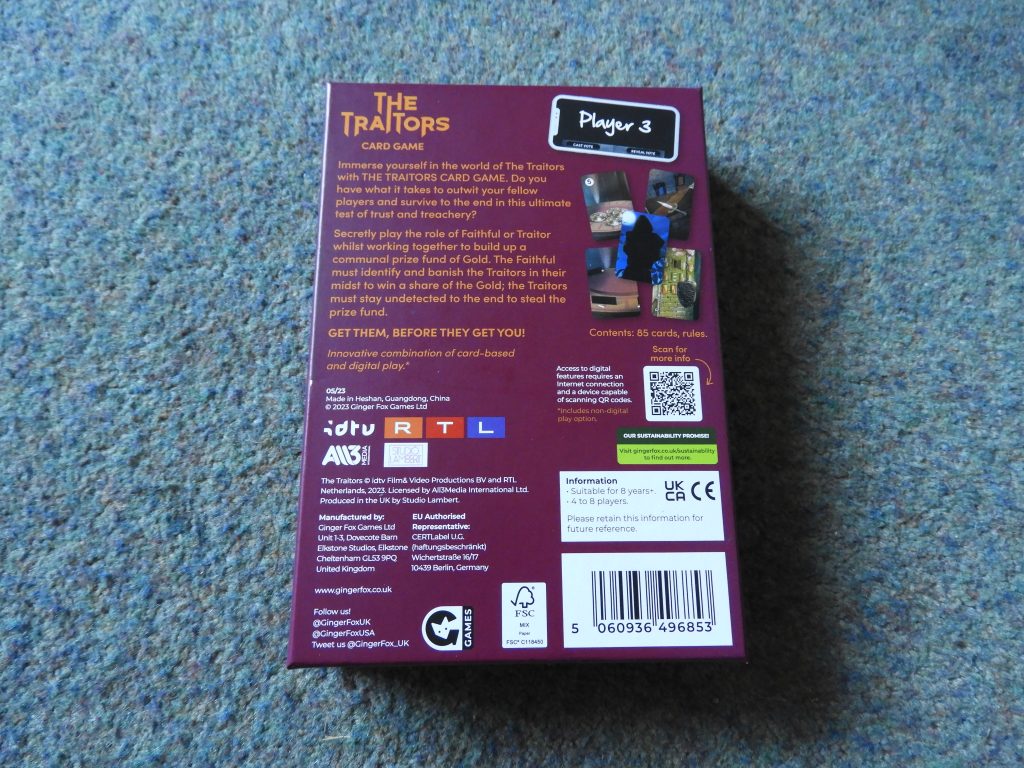 THE
TRAITORS
CARD GAME
Immerse yourself in the world of The Traitors
with THE TRAITORS CARD GAME. Do you
have what it takes to outwit your fellow
players and survive to the end in this ultimate
test of trust and treachery?
Secretly play the role of Faithful or Traitor
whilst working together to build up a
communal prize fund of Gold. The Faithful
must identify and banish the Traitors in their
midst to win a share of the Gold; the Traitors
must stay undetected to the end to steal the
prize fund.
GET THEM, BEFORE THEY GET YOU!
Innovative combination of card-based
and digital play.*
Player 3
CAST VOTE
REVEAL VOTE
5
Contents: 85 cards, rules.
Scan for
more info
Access to digital
features requires an
Internet connection
and a device capable
of scanning QR codes.
*Includes non-digital
play option.
05/23
Made in Heshan, Guangdong, China
© 2023 Ginger Fox Games Ltd
idtv RTL
All3 MEDIA
STUDIO
LAMBERT
OUR SUSTAINABILITY PROMISE!
Visit gingerfox.co.uk/sustainability
to find out more.
The Traitors © idtv Film& Video Productions BV and RTL
Netherlands, 2023. Licensed by All3Media International Ltd.
Produced in the UK by Studio Lambert.
Information
• Suitable for 8 years+.
• 4 to 8 players.
UK
CA CE
Please retain this information for
future reference.
Manufactured by:
Ginger Fox Games Ltd
Unit 1-3, Dovecote Barn
Elkstone Studios, Elkstone
Cheltenham GL53 9PQ
United Kingdom
EU Authorised
Representative:
CERTLabel U.G.
(haftungsbeschränkt)
Wichertstraße 16/17
10439 Berlin, Germany
www.gingerfox.co.uk
Follow us!
@GingerFoxUK
@GingerFoxUSA
Tweet us @GingerFox_UK
G GAMES
FSC
MIX
Paper
FSC® C118450
5 060936 496853